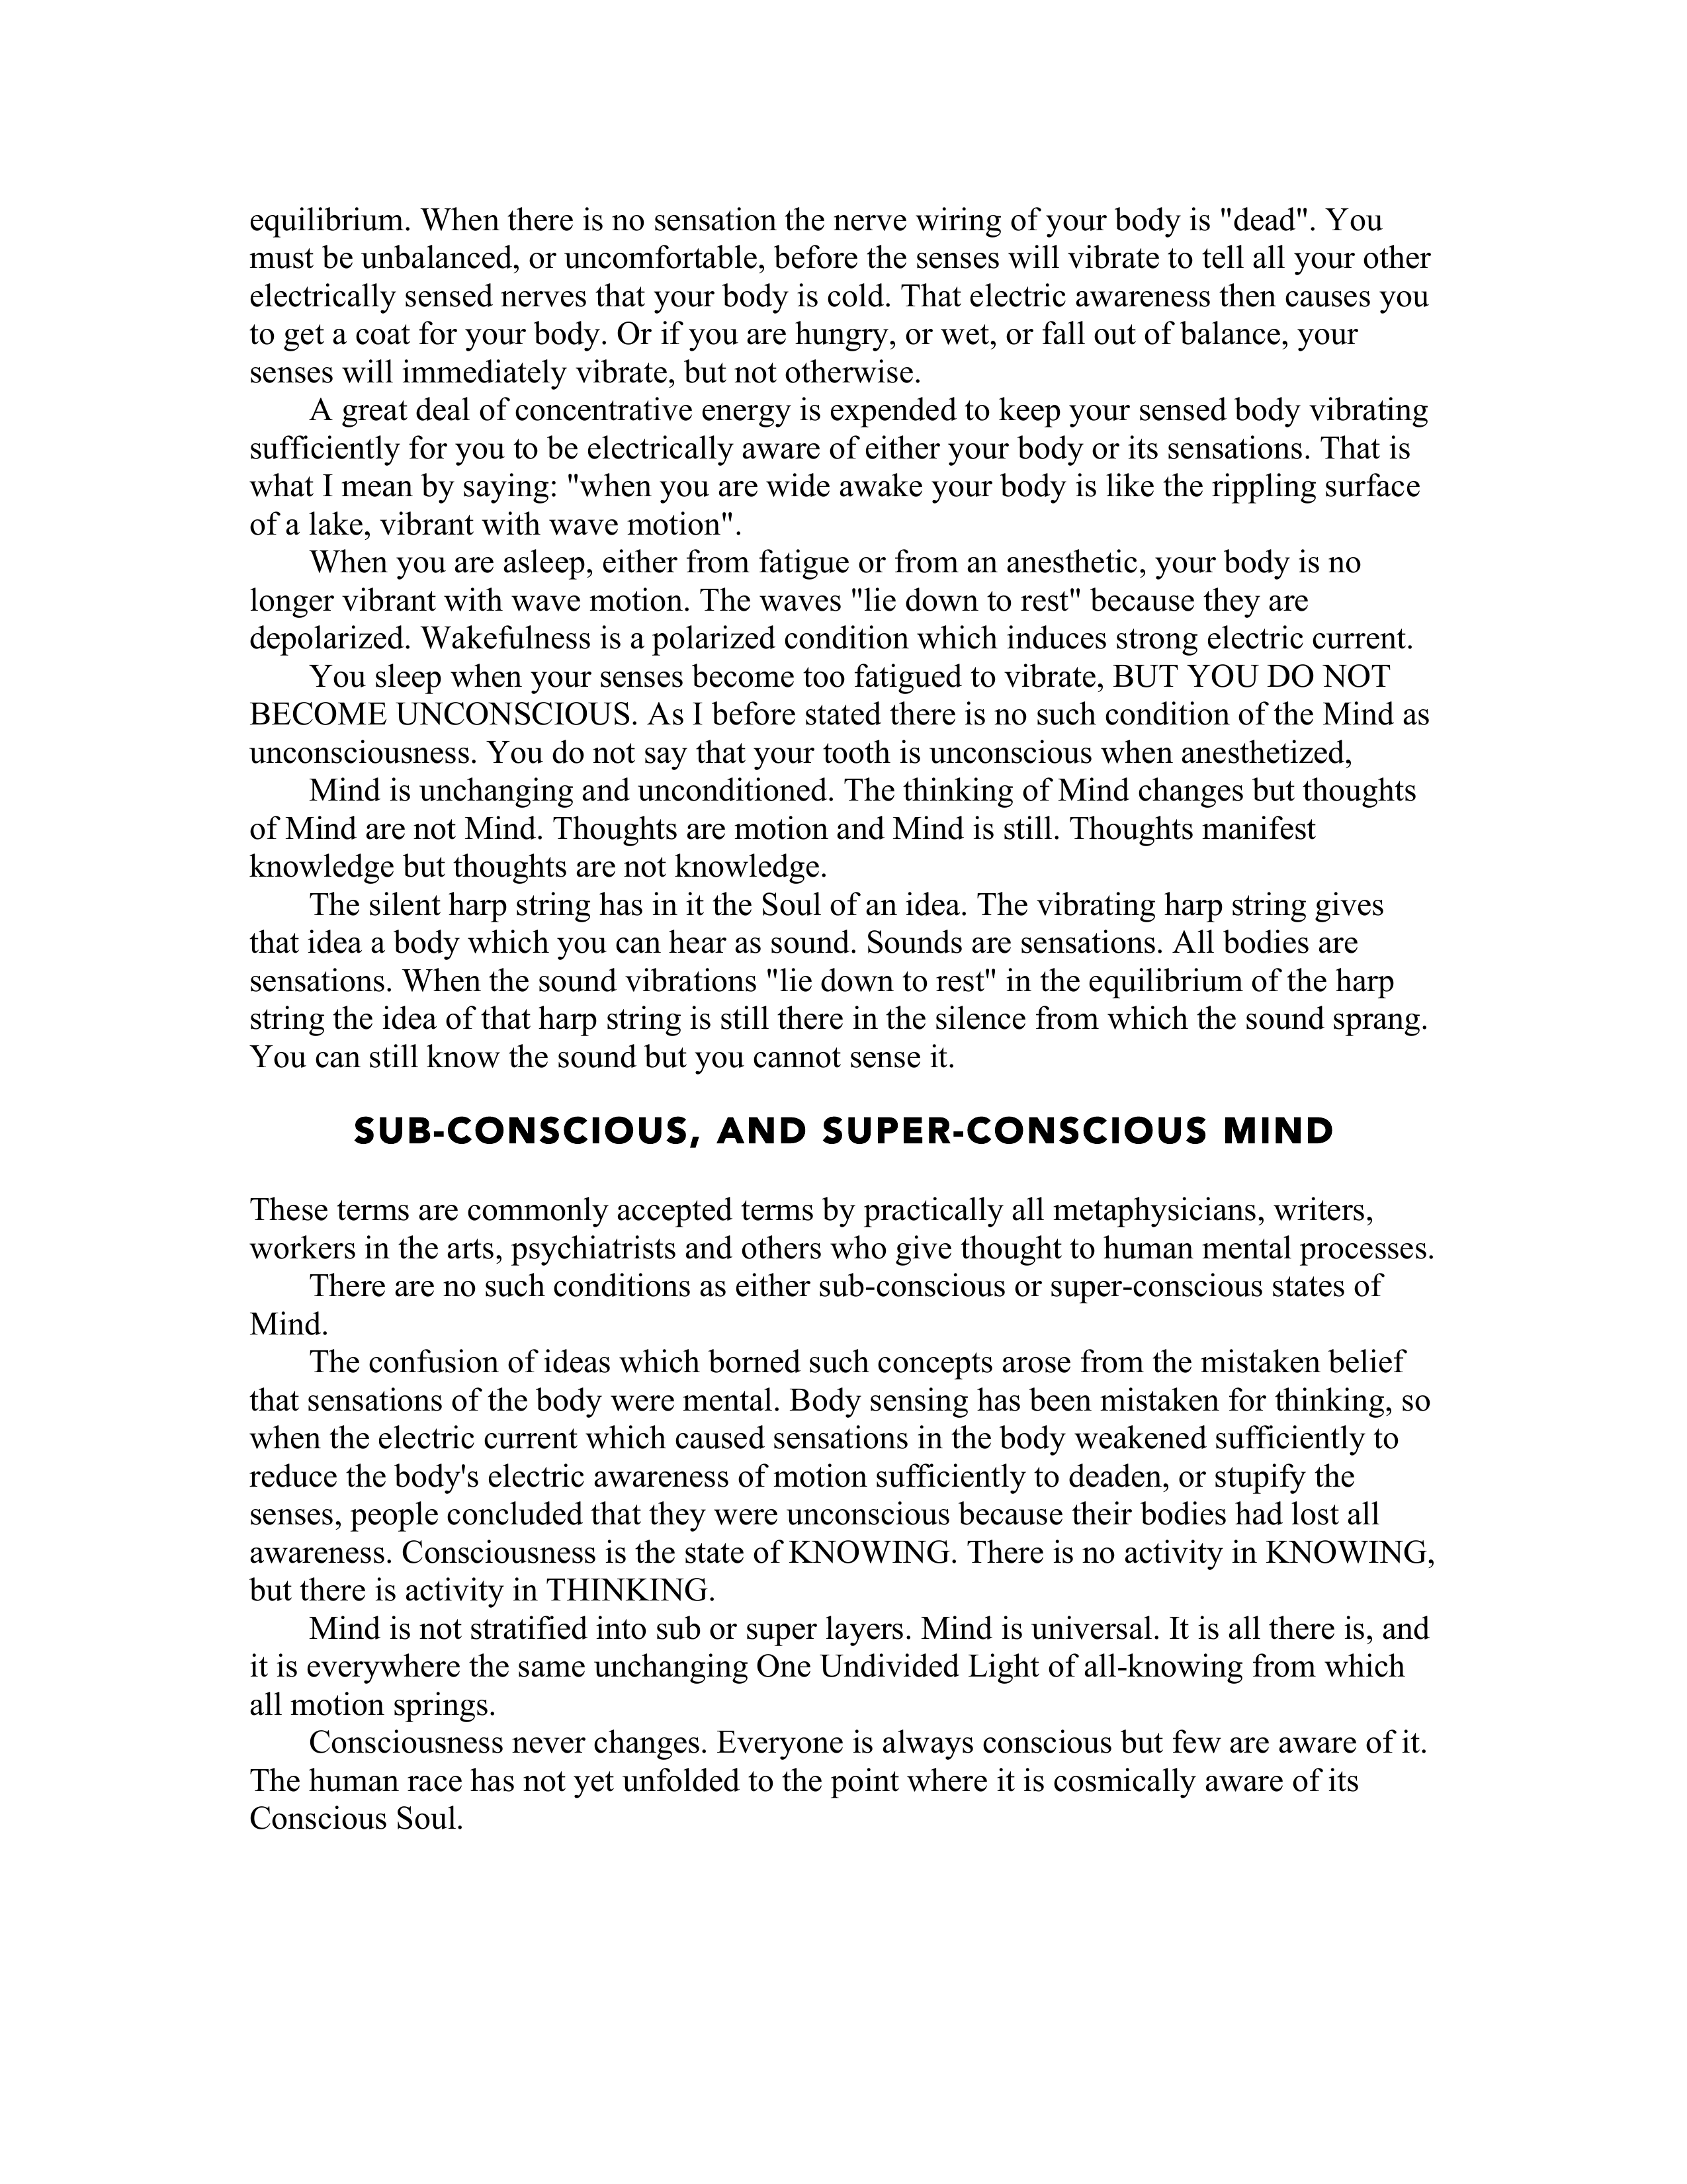 equilibrium. When there is no sensation the nerve wiring of your body is "dead". You
must be unbalanced, or uncomfortable, before the senses will vibrate to tell all your other
electrically sensed nerves that your body is cold. That electric awareness then causes you
to get a coat for your body. Or if you are hungry, or wet, or fall out of balance, your
senses will immediately vibrate, but not otherwise.
A great deal of concentrative energy is expended to keep your sensed body vibrating
sufficiently for you to be electrically aware of either your body or its sensations. That is
what I mean by saying: "when you are wide awake your body is like the rippling surface
of a lake, vibrant with wave motion".
When you are asleep, either from fatigue or from an anesthetic, your body is no
longer vibrant with wave motion. The waves "lie down to rest" because they are
depolarized. Wakefulness is a polarized condition which induces strong electric current.
You sleep when your senses become too fatigued to vibrate, BUT YOU DO NOT
BECOME UNCONSCIOUS. As I before stated there is no such condition of the Mind as
unconsciousness. You do not say that your tooth is unconscious when anesthetized,
Mind is unchanging and unconditioned. The thinking of Mind changes but thoughts
of Mind are not Mind. Thoughts are motion and Mind is still. Thoughts manifest
knowledge but thoughts are not knowledge.
The silent harp string has in it the Soul of an idea. The vibrating harp string gives
that idea a body which you can hear as sound. Sounds are sensations. All bodies are
sensations. When the sound vibrations "lie down to rest" in the equilibrium of the harp
string the idea of that harp string is still there in the silence from which the sound sprang.
You can still know the sound but you cannot sense it.
SUB-CONSCIOUS, AND SUPER-CONSCIOUS MIND
These terms are commonly accepted terms by practically all metaphysicians, writers,
workers in the arts, psychiatrists and others who give thought to human mental processes.
There are no such conditions as either sub-conscious or super-conscious states of
Mind.
The confusion of ideas which borned such concepts arose from the mistaken belief
that sensations of the body were mental. Body sensing has been mistaken for thinking, so
when the electric current which caused sensations in the body weakened sufficiently to
reduce the body's electric awareness of motion sufficiently to deaden, or stupify the
senses, people concluded that they were unconscious because their bodies had lost all
awareness. Consciousness is the state of KNOWING. There is no activity in KNOWING,
but there is activity in THINKING.
Mind is not stratified into sub or super layers. Mind is universal. It is all there is, and
it is everywhere the same unchanging One Undivided Light of all-knowing from which
all motion springs.
Consciousness never changes. Everyone is always conscious but few are aware of it.
The human race has not yet unfolded to the point where it is cosmically aware of its
Conscious Soul.